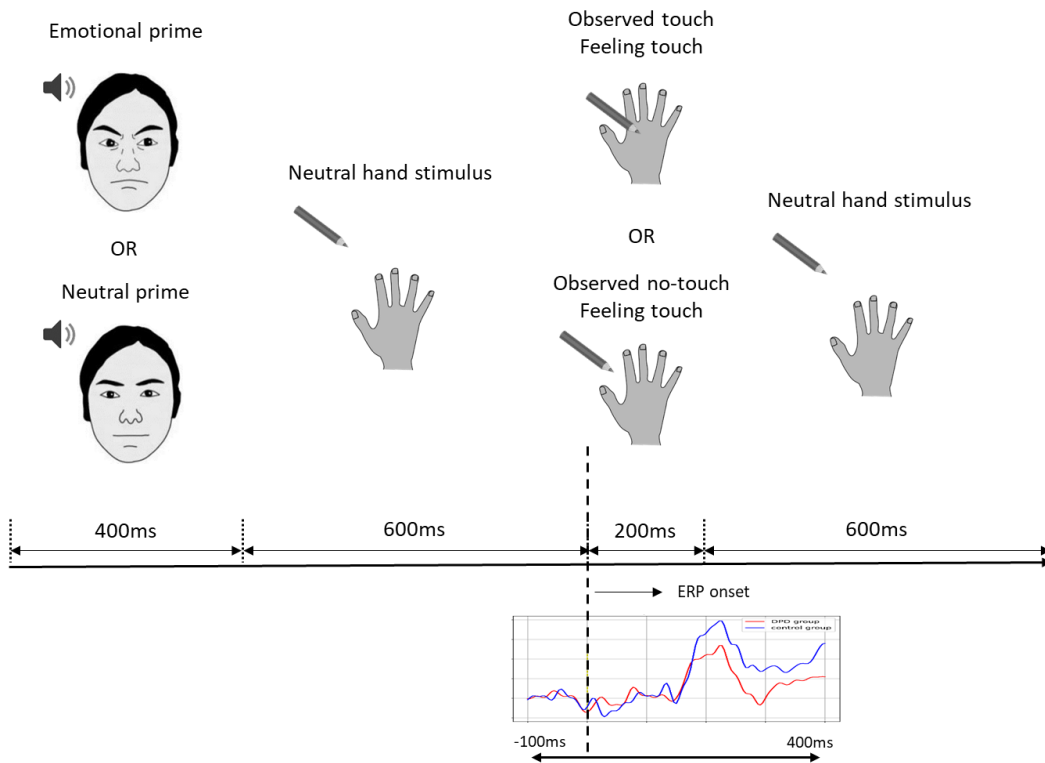 Emotional prime
OR
Neutral prime
Neutral hand stimulus
Observed touch
Feeling touch
OR
Observed no-touch
Feeling touch
Neutral hand stimulus
400ms
600ms
200ms
600ms
ERP onset
DPD group
control group
-100ms
400ms